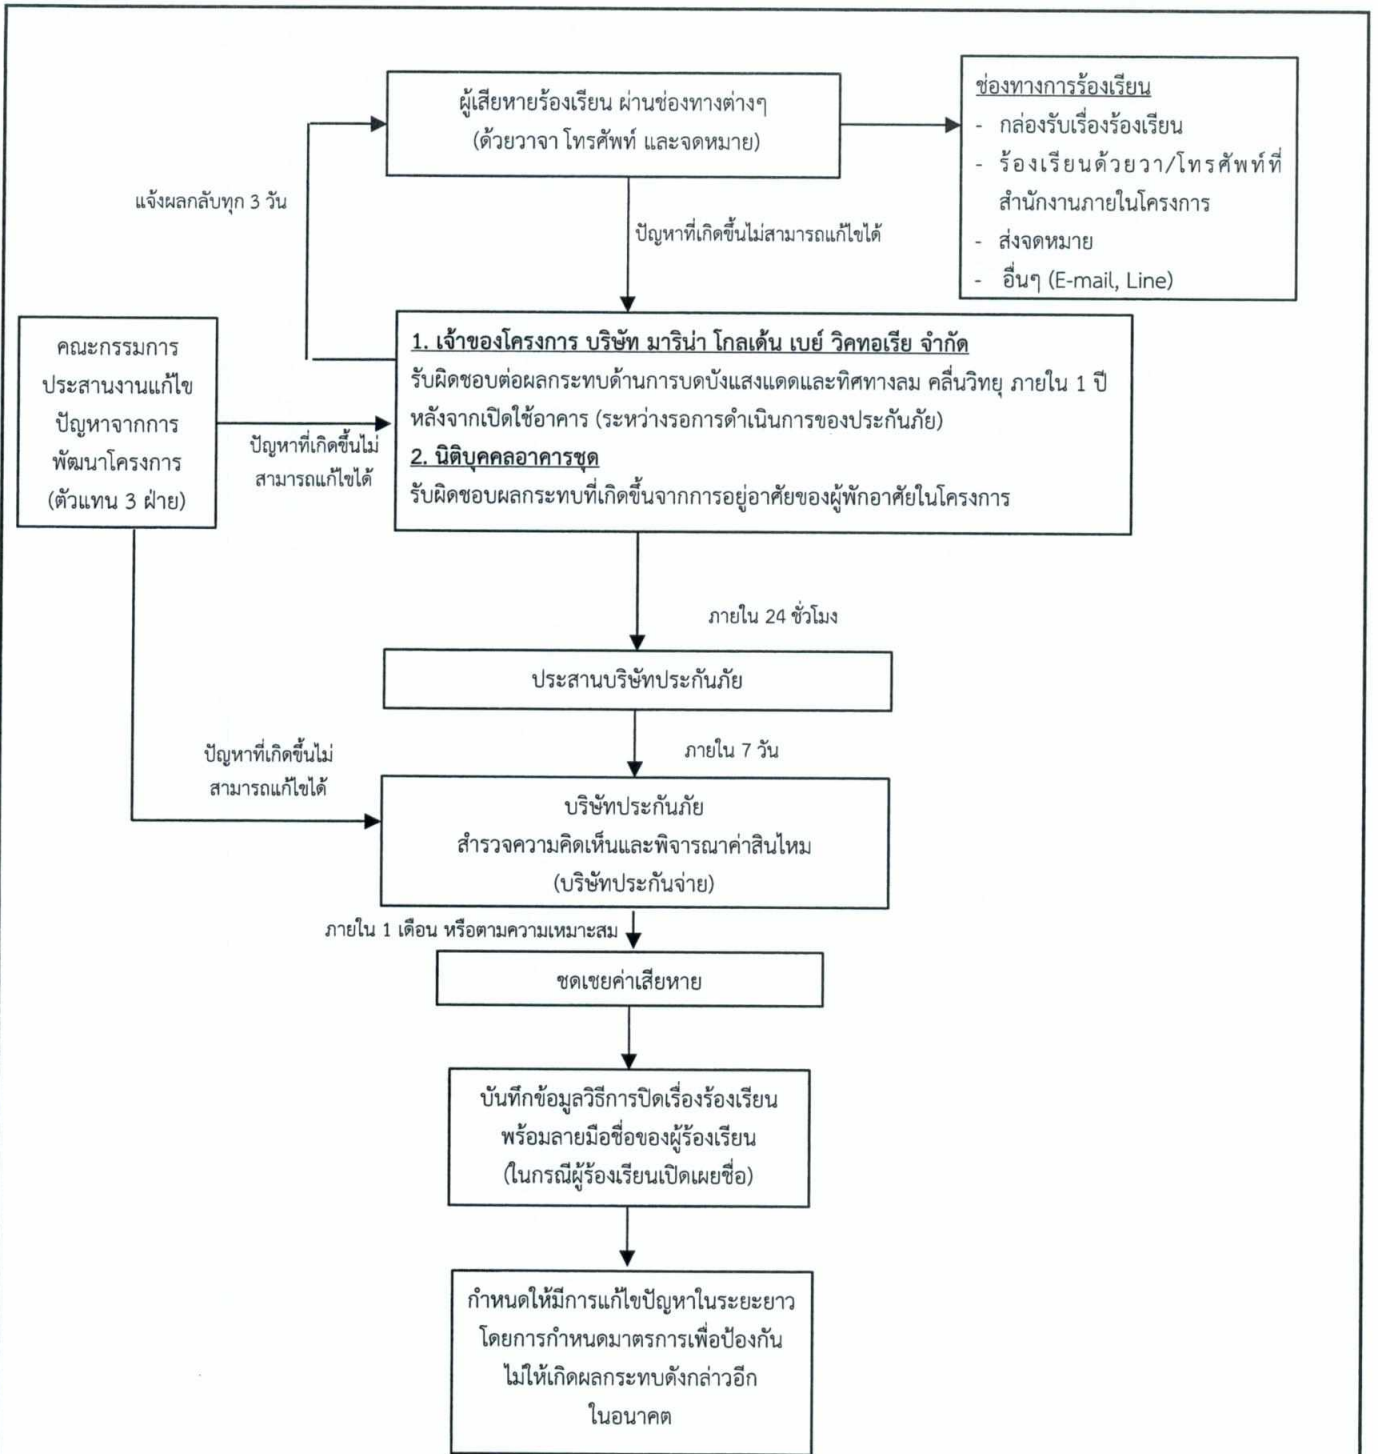 ผู้เสียหายร้องเรียน ผ่านช่องทางต่างๆ
(ด้วยวาจา โทรศัพท์ และจดหมาย)
ช่องทางการร้องเรียน
- กล่องรับเรื่องร้องเรียน
- ร้องเรียนด้วยวา/โทรศัพท์ที่
สำนักงานภายในโครงการ
- ส่งจดหมาย
- อื่นๆ (E-mail, Line)
แจ้งผลกลับทุก 3 วัน
ปัญหาที่เกิดขึ้นไม่สามารถแก้ไขได้
คณะกรรมการ
ประสานงานแก้ไข
ปัญหาจากการ
พัฒนาโครงการ
(ตัวแทน 3 ฝ่าย)
ปัญหาที่เกิดขึ้นไม่
สามารถแก้ไขได้
1. เจ้าของโครงการ บริษัท มาริน่า โกลเด้น เบย์ วิคทอเรีย จำกัด
รับผิดชอบต่อผลกระทบด้านการบดบังแสงแดดและทิศทางลม คลื่นวิทยุ ภายใน 1 ปี
หลังจากเปิดใช้อาคาร (ระหว่างรอการดำเนินการของประกันภัย)
2. นิติบุคคลอาคารชุด
รับผิดชอบผลกระทบที่เกิดขึ้นจากการอยู่อาศัยของผู้พักอาศัยในโครงการ
ภายใน 24 ชั่วโมง
ประสานบริษัทประกันภัย
ภายใน 7 วัน
ปัญหาที่เกิดขึ้นไม่
สามารถแก้ไขได้
บริษัทประกันภัย
สำรวจความคิดเห็นและพิจารณาค่าสินไหม
(บริษัทประกันจ่าย)
ภายใน 1 เดือน หรือตามความเหมาะสม
ชดเชยค่าเสียหาย
บันทึกข้อมูลวิธีการปิดเรื่องร้องเรียน
พร้อมลายมือชื่อของผู้ร้องเรียน
(ในกรณีผู้ร้องเรียนเปิดเผยชื่อ)
กำหนดให้มีการแก้ไขปัญหาในระยะยาว
โดยการกำหนดมาตรการเพื่อป้องกัน
ไม่ให้เกิดผลกระทบดังกล่าวอีก
ในอนาคต